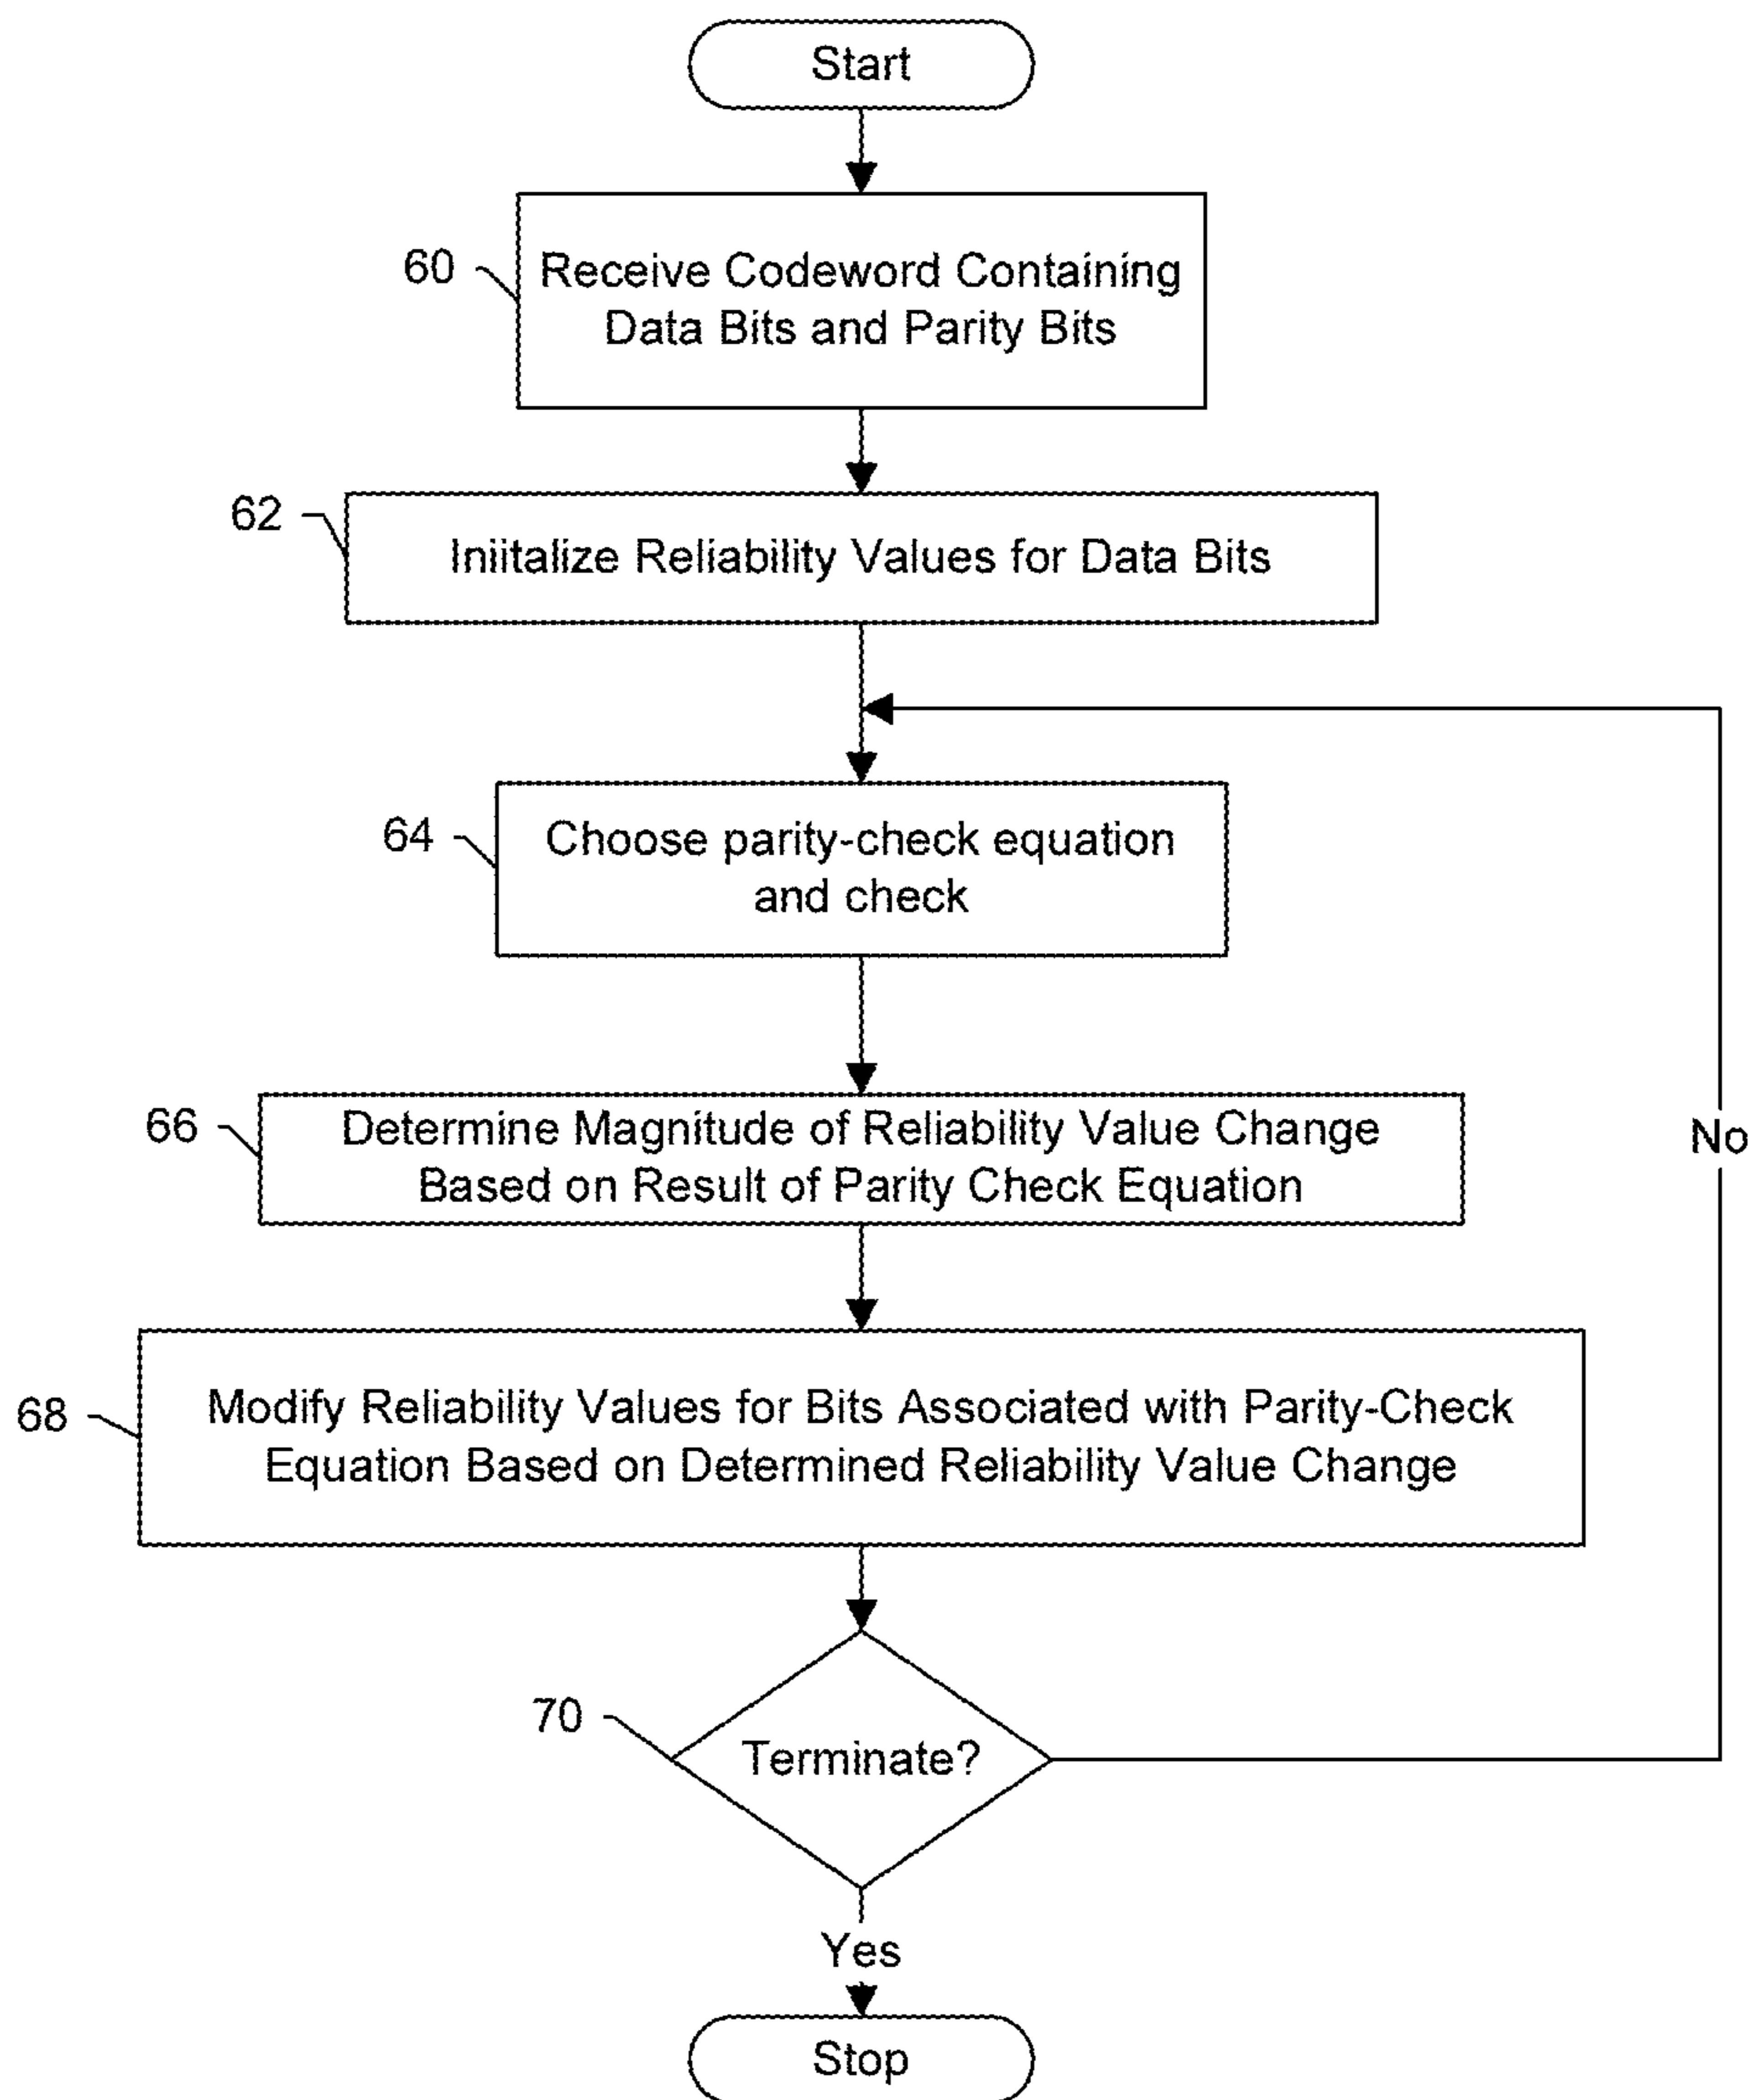 Start
60
Receive Codeword Containing
Data Bits and Parity Bits
62
Iniitalize Reliability Values for Data Bits
64
Choose parity-check equation
and check
66
Determine Magnitude of Reliability Value Change
Based on Result of Parity Check Equation
No
68
Modify Reliability Values for Bits Associated with Parity-Check
Equation Based on Determined Reliability Value Change
70
Terminate?
Yes
Stop